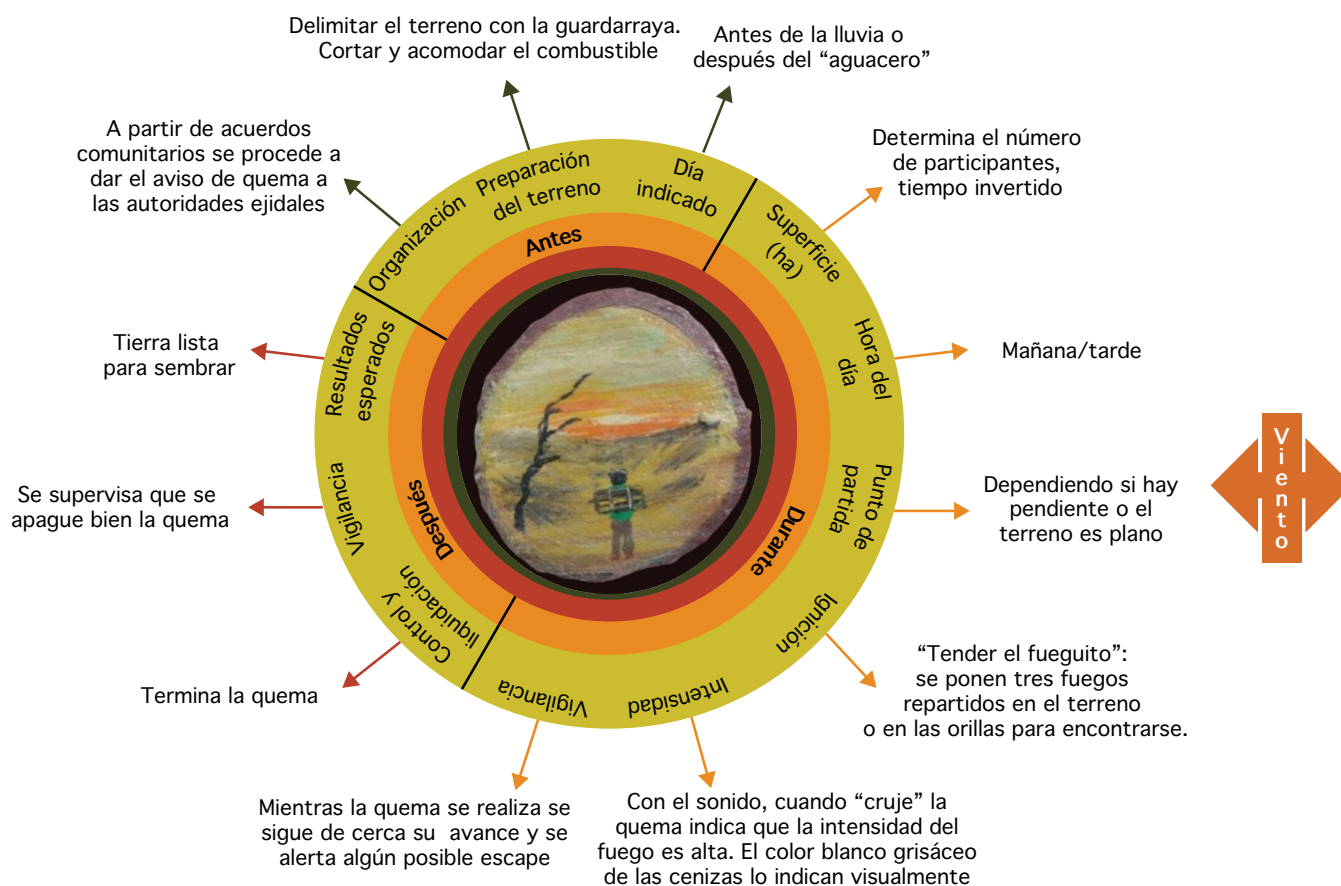 Delimitar el terreno con la guardarraya.
Cortar y acomodar el combustible
Antes de la lluvia o
después del “aguacero”
A partir de acuerdos
comunitarios se procede a
dar el aviso de quema a
las autoridades ejidales
Determina el número
de participantes,
tiempo invertido
Organización
Preparación
del terreno
Día
indicado
Superficie
(ha)
Antes
Tierra lista
para sembrar
Resultados
esperados
Hora del
día
Mañana/tarde
Se supervisa que se
apague bien la quema
Vigilancia
Después
Durante
Punto de
partida
Dependiendo si hay
pendiente o el
terreno es plano
Viento
Termina la quema
Control y
liquidación
Vigilancia
Intensidad
Ignición
“Tender el fueguito”:
se ponen tres fuegos
repartidos en el terreno
o en las orillas para encontrarse.
Mientras la quema se realiza se
sigue de cerca su avance y se
alerta algún posible escape
Con el sonido, cuando “cruje” la
quema indica que la intensidad del
fuego es alta. El color blanco grisáceo
de las cenizas lo indican visualmente